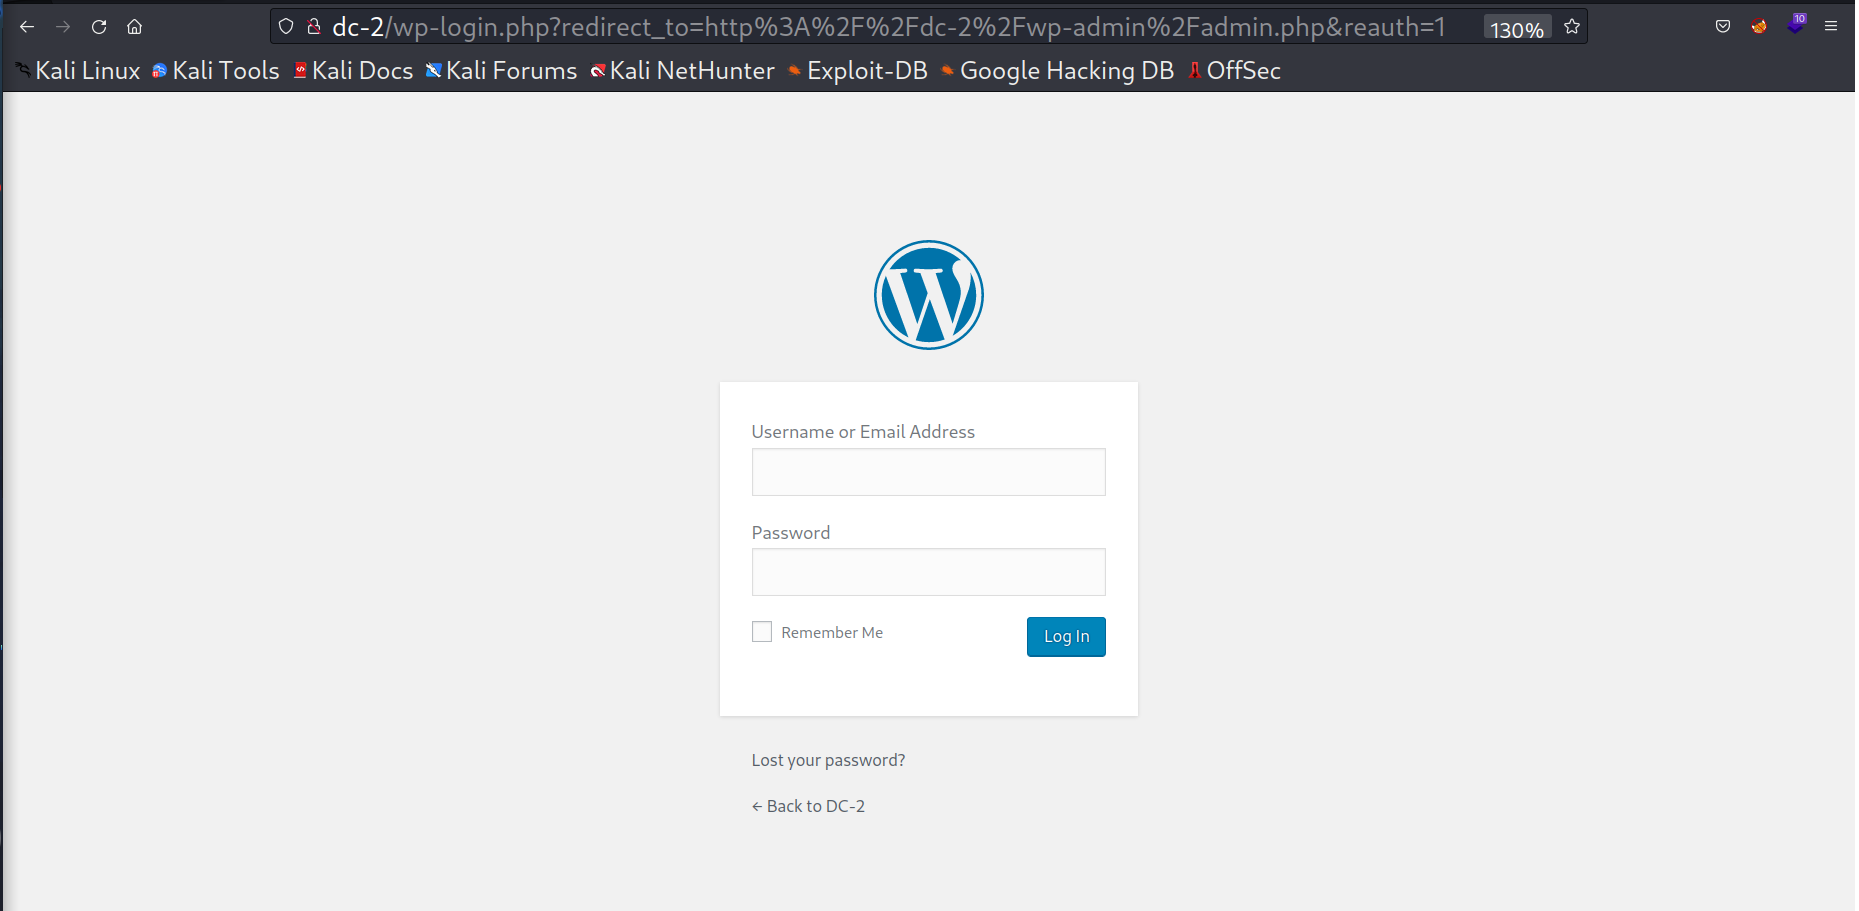 dc-2/wp-login.php?redirect_to=http%3A%2F%2Fdc-2%2Fwp-admin%2Fadmin.php&reauth=1 130% 10
Kali Linux Kali Tools Kali Docs Kali Forums Kali NetHunter Exploit-DB Google Hacking DB OffSec
Username or Email Address
Password
Remember Me Log In
Lost your password?
← Back to DC-2